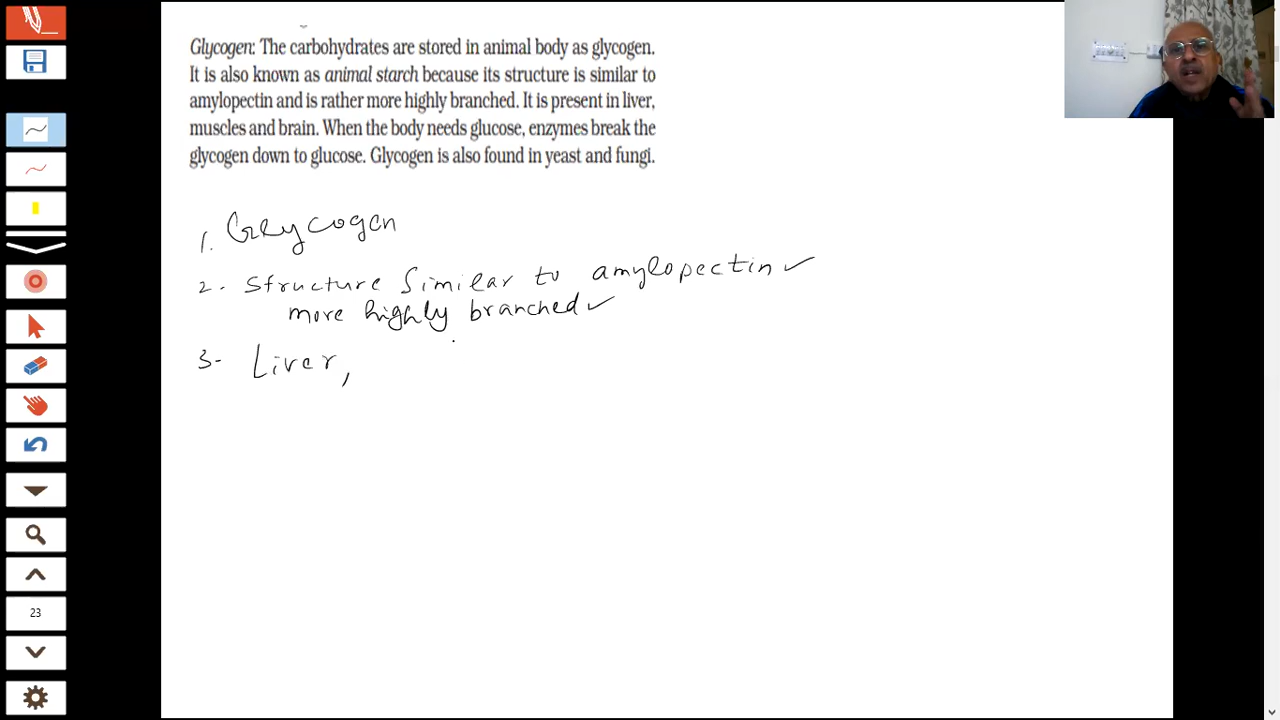 Glycogen: The carbohydrates are stored in animal body as glycogen.
It is also known as animal starch because its structure is similar to
amylopectin and is rather more highly branched. It is present in liver,
muscles and brain. When the body needs glucose, enzymes break the
glycogen down to glucose. Glycogen is also found in yeast and fungi.
1. Glycogen
2. Structure Similar to amylopectin ✓
more highly branched ✓
3- Liver,
23